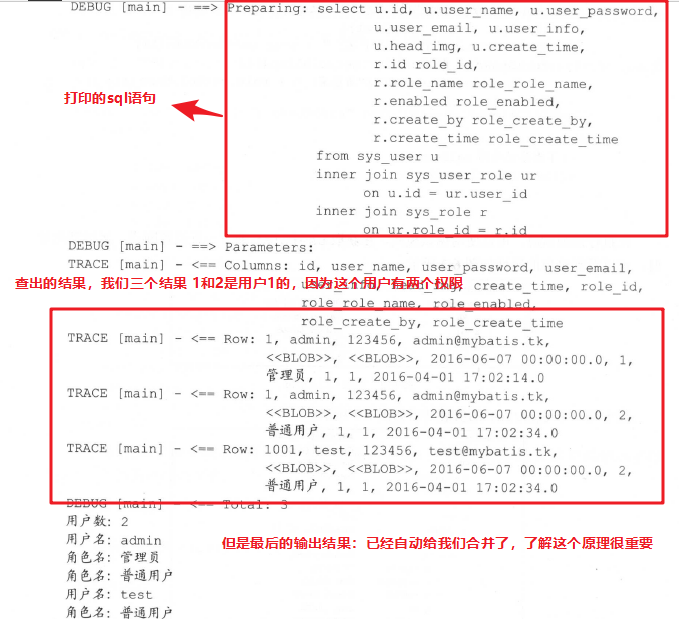 DEBUG [main] - ==> Preparing: select u.id, u.user_name, u.user_password,
u.user_email, u.user_info,
u.head_img, u.create_time,
r.id role_id,
打印的sql语句
r.role_name role_role_name,
r.enabled role_enabled,
r.create_by role_create_by,
r.create_time role_create_time
from sys_user u
inner join sys_user_role ur
on u.id = ur.user_id
inner join sys_role r
on ur.role_id = r.id
DEBUG [main] - ==> Parameters:
TRACE [main] - <== Columns: id, user_name, user_password, user_email,
查出的结果，我们三个结果 1和2是用户1的，因为这个用户有两个权限
create_time, role_id,
role_role_name, role_enabled,
role_create_by, role_create_time
TRACE [main] - <== Row: 1, admin, 123456, admin@mybatis.tk,
<<BLOB>>, <<BLOB>>, 2016-06-07 00:00:00.0, 1,
管理员, 1, 1, 2016-04-01 17:02:14.0
TRACE [main] - <== Row: 1, admin, 123456, admin@mybatis.tk,
<<BLOB>>, <<BLOB>>, 2016-06-07 00:00:00.0, 2,
普通用户, 1, 1, 2016-04-01 17:02:34.0
TRACE [main] - <== Row: 1001, test, 123456, test@mybatis.tk,
<<BLOB>>, <<BLOB>>, 2016-06-07 00:00:00.0, 2,
普通用户, 1, 1, 2016-04-01 17:02:34.0
DEBUG [main] - <== Total: 3
用户数: 2
用户名: admin
但是最后的输出结果：已经自动给我们合并了，了解这个原理很重要
角色名: 管理员
角色名: 普通用户
用户名: test
角色名: 普通用户